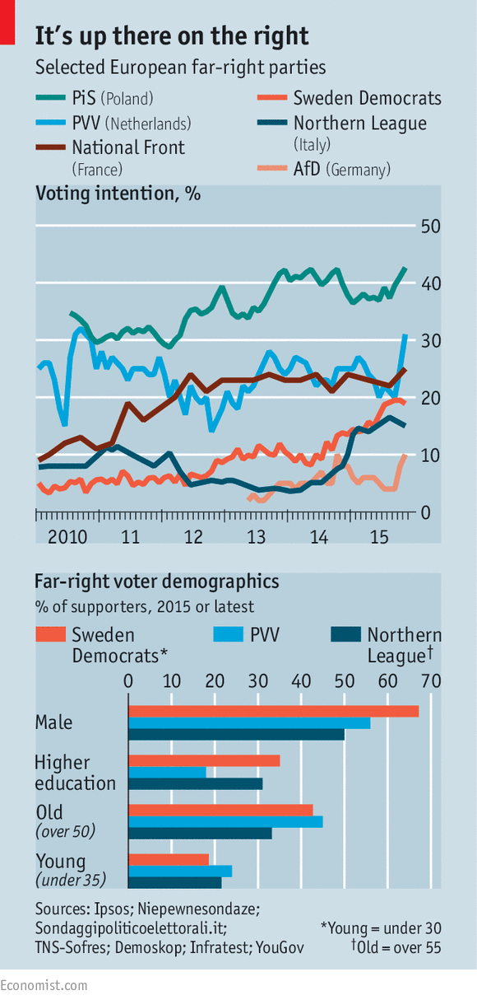 It's up there on the right
Selected European far-right parties
PiS (Poland)
PVV (Netherlands)
National Front
(France)
Sweden Democrats
Northern League
(Italy)
AfD (Germany)
Voting intention, %
50
40
30
20
10
0
2010 11 12 13 14 15
Far-right voter demographics
% of supporters, 2015 or latest
Sweden
Democrats*
PVV
Northern
League†
0 10 20 30 40 50 60 70
Male
Higher
education
Old
(over 50)
Young
(under 35)
Sources: Ipsos; Niepewnesondaze;
Sondaggipoliticoelettorali.it;
TNS-Sofres; Demoskop; Infratest; YouGov
*Young = under 30
†Old = over 55
Economist.com